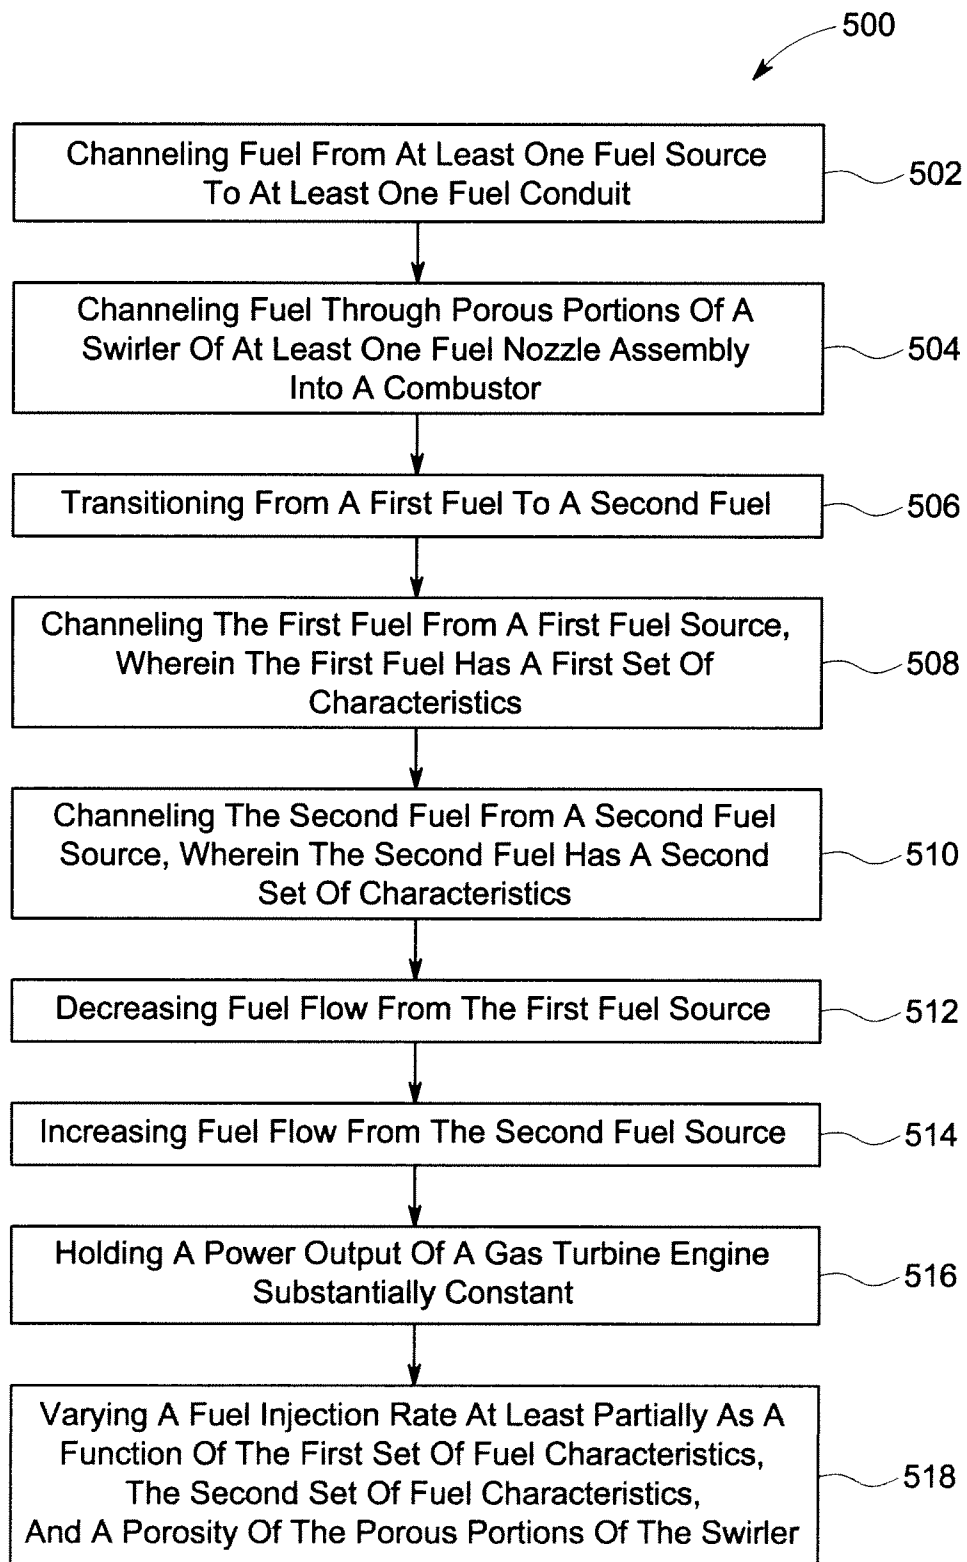 500
Channeling Fuel From At Least One Fuel Source
To At Least One Fuel Conduit
502
Channeling Fuel Through Porous Portions Of A
Swirler Of At Least One Fuel Nozzle Assembly
Into A Combustor
504
Transitioning From A First Fuel To A Second Fuel
506
Channeling The First Fuel From A First Fuel Source,
Wherein The First Fuel Has A First Set Of
Characteristics
508
Channeling The Second Fuel From A Second Fuel
Source, Wherein The Second Fuel Has A Second
Set Of Characteristics
510
Decreasing Fuel Flow From The First Fuel Source
512
Increasing Fuel Flow From The Second Fuel Source
514
Holding A Power Output Of A Gas Turbine Engine
Substantially Constant
516
Varying A Fuel Injection Rate At Least Partially As A
Function Of The First Set Of Fuel Characteristics,
The Second Set Of Fuel Characteristics,
And A Porosity Of The Porous Portions Of The Swirler
518